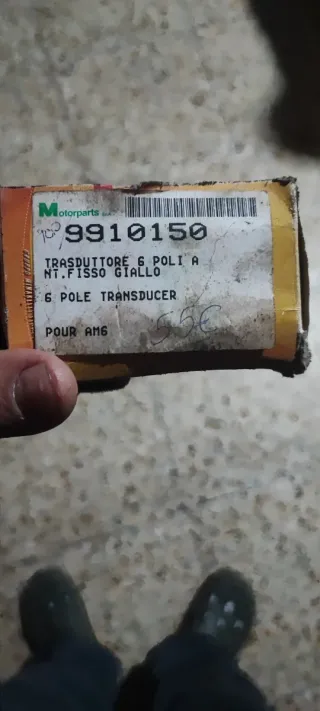 Motorparts
9910150
TRASDUTTORE 6 POLI A
NT.FISSO GIALLO
6 POLE TRANSDUCER
55€
POUR AM6